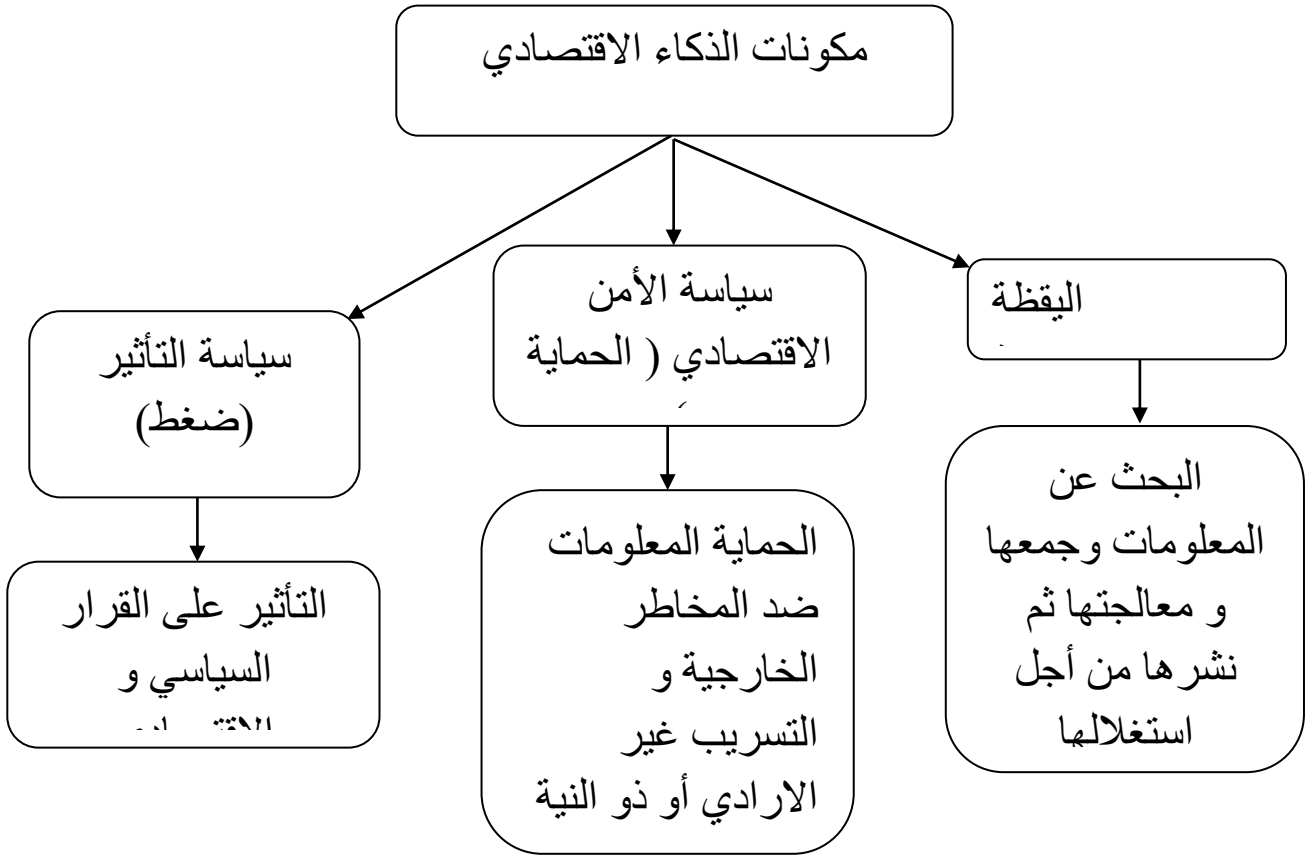 مكونات الذكاء الاقتصادي
اليقظة
سياسة الأمن
الاقتصادي ( الحماية
سياسة التأثير
(ضغط)
البحث عن
المعلومات وجمعها
و معالجتها ثم
نشرها من أجل
استغلالها
الحماية المعلومات
ضد المخاطر
الخارجية و
التسريب غير
الارادي أو ذو النية
التأثير على القرار
السياسي و